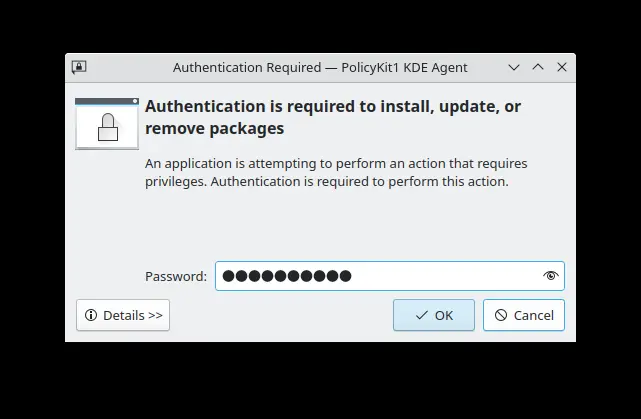 Authentication Required — PolicyKit1 KDE Agent
Authentication is required to install, update, or
remove packages
An application is attempting to perform an action that requires
privileges. Authentication is required to perform this action.
Password: ●●●●●●●●●●
Details >> OK Cancel